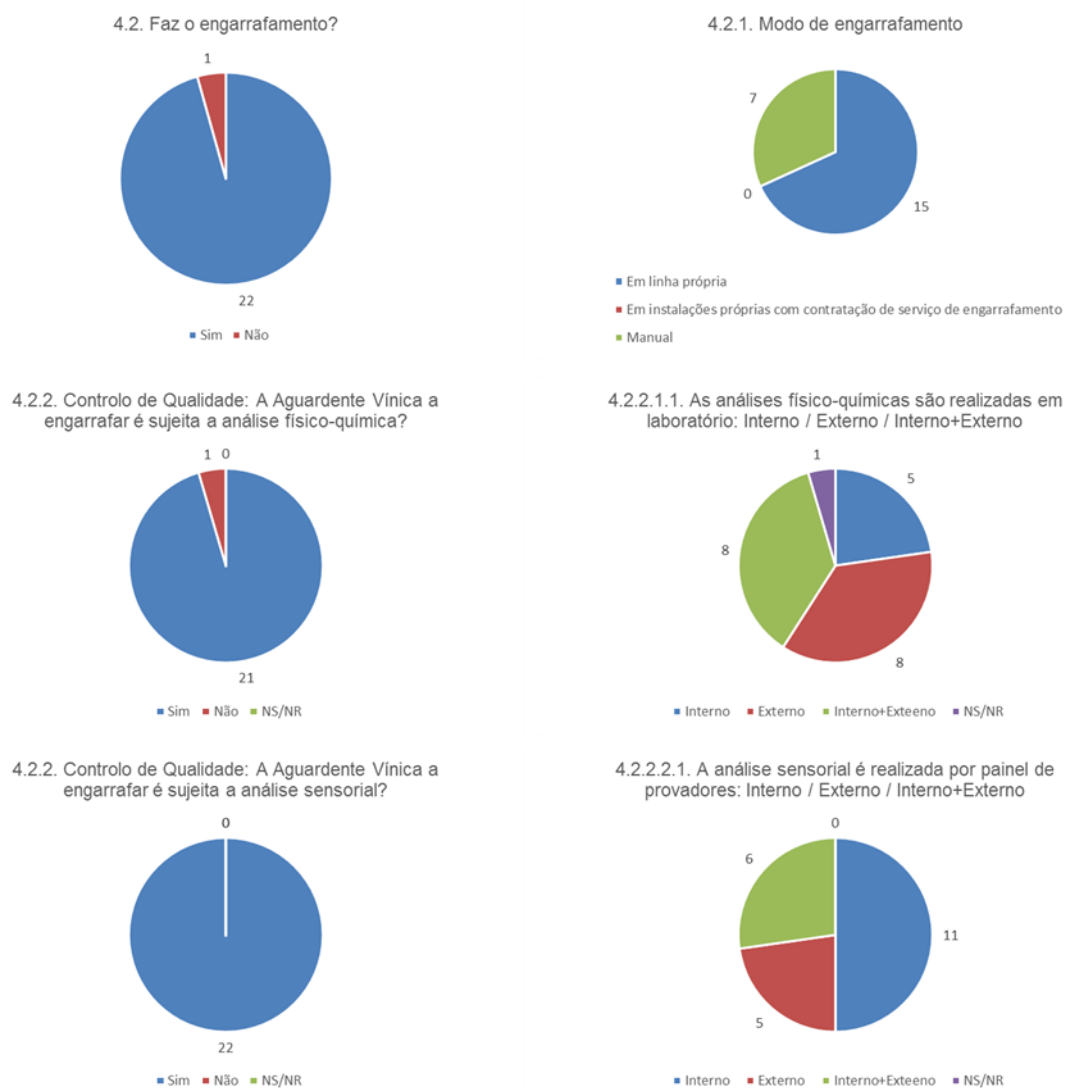 4.2. Faz o engarrafamento?
1
22
Sim Não
4.2.1. Modo de engarrafamento
7
0
15
Em linha própria
Em instalações próprias com contratação de serviço de engarrafamento
Manual
4.2.2. Controlo de Qualidade: A Aguardente Vínica a
engarrafar é sujeita a análise físico-química?
1 0
21
Sim Não NS/NR
4.2.2.1.1. As análises físico-químicas são realizadas em
laboratório: Interno / Externo / Interno+Externo
1
5
8
8
Interno Externo Interno+Exteeno NS/NR
4.2.2. Controlo de Qualidade: A Aguardente Vínica a
engarrafar é sujeita a análise sensorial?
0
22
Sim Não NS/NR
4.2.2.2.1. A análise sensorial é realizada por painel de
provadores: Interno / Externo / Interno+Externo
0
6
11
5
Interno Externo Interno+Exteeno NS/NR